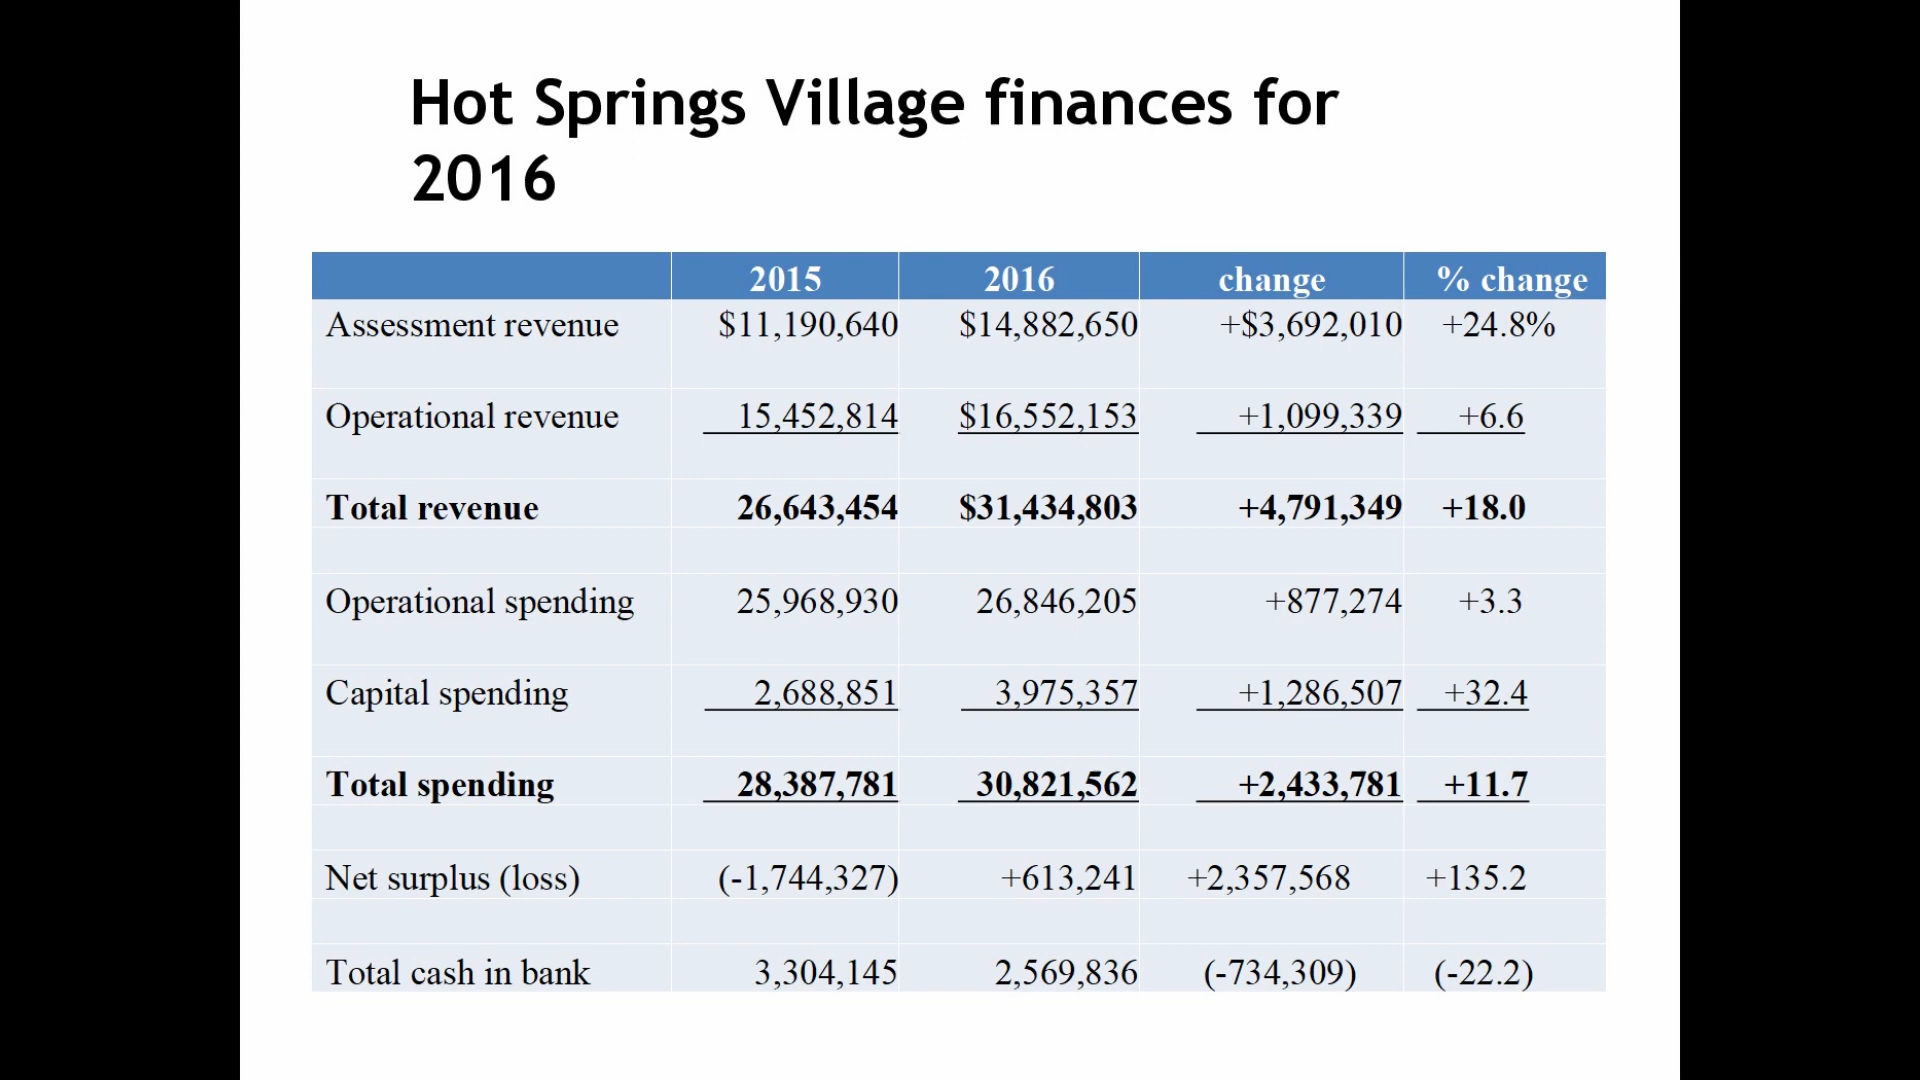 Hot Springs Village finances for
2016
2015 2016 change % change
Assessment revenue $11,190,640 $14,882,650 +$3,692,010 +24.8%
Operational revenue 15,452,814 $16,552,153 +1,099,339 +6.6
Total revenue 26,643,454 $31,434,803 +4,791,349 +18.0
Operational spending 25,968,930 26,846,205 +877,274 +3.3
Capital spending 2,688,851 3,975,357 +1,286,507 +32.4
Total spending 28,387,781 30,821,562 +2,433,781 +11.7
Net surplus (loss) (-1,744,327) +613,241 +2,357,568 +135.2
Total cash in bank 3,304,145 2,569,836 (-734,309) (-22.2)